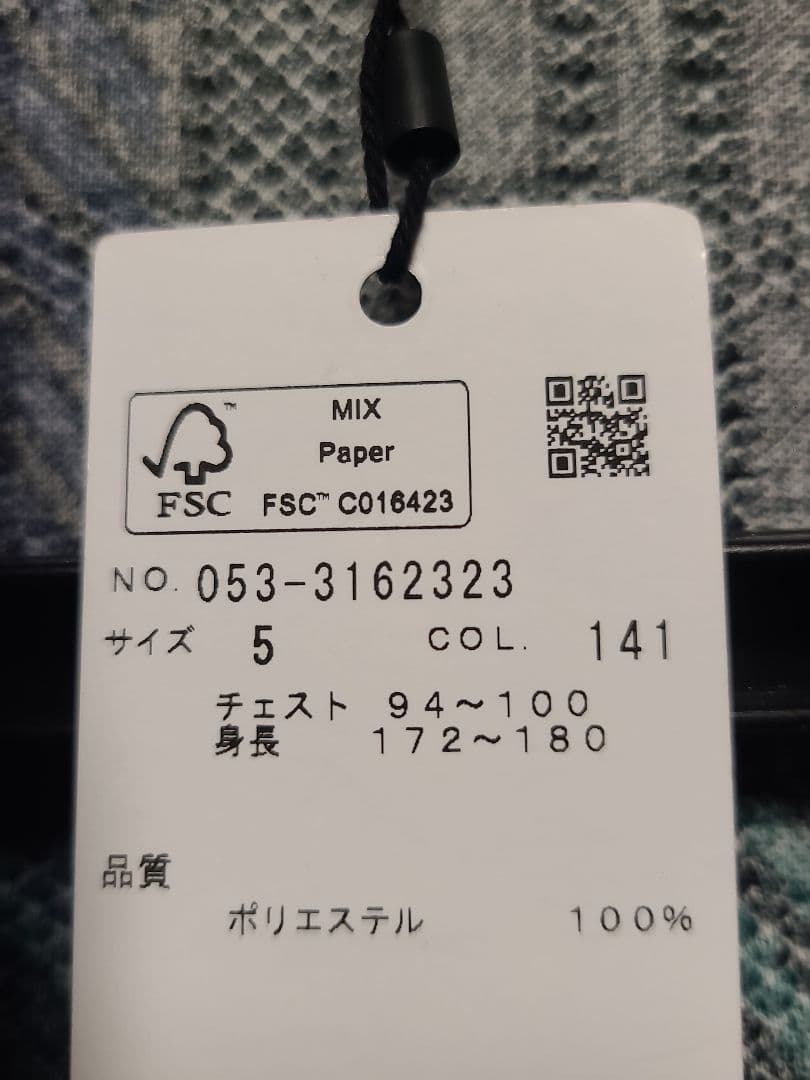 MIX
Paper
FSC™ C016423
FSC
NO. 053-3162323
サイズ 5 COL. 141
チェスト 94～100
身長 172～180
品質
ポリエステル 100%